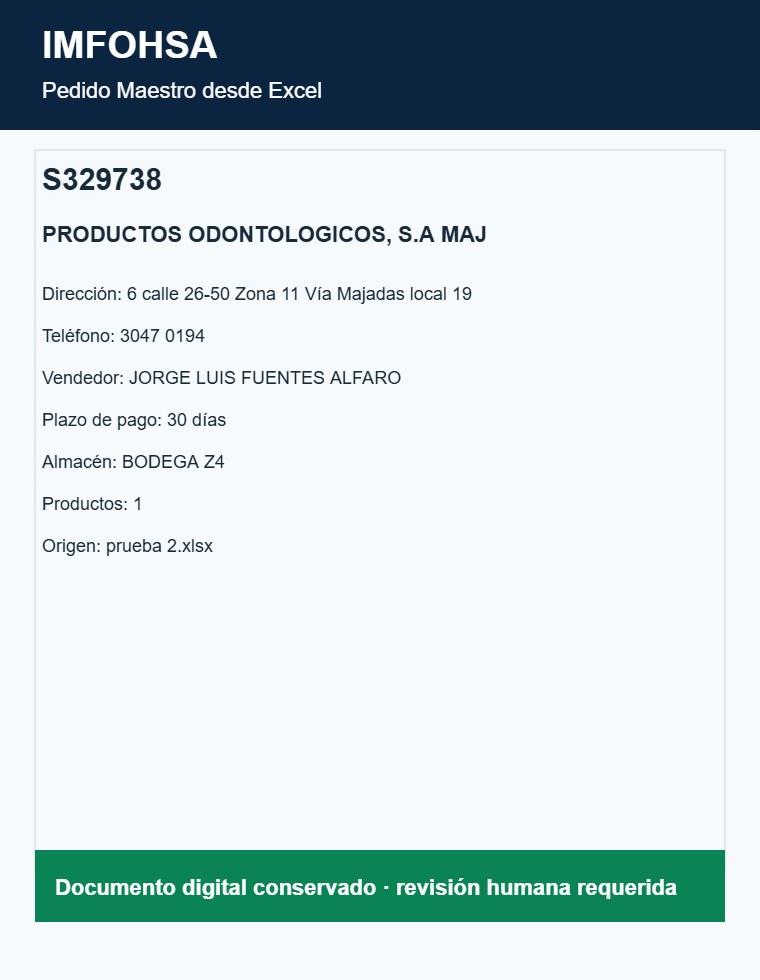 IMFOHSA
Pedido Maestro desde Excel
S329738
PRODUCTOS ODONTOLOGICOS, S.A MAJ
Dirección: 6 calle 26-50 Zona 11 Vía Majadas local 19
Teléfono: 3047 0194
Vendedor: JORGE LUIS FUENTES ALFARO
Plazo de pago: 30 días
Almacén: BODEGA Z4
Productos: 1
Origen: prueba 2.xlsx
Documento digital conservado · revisión humana requerida